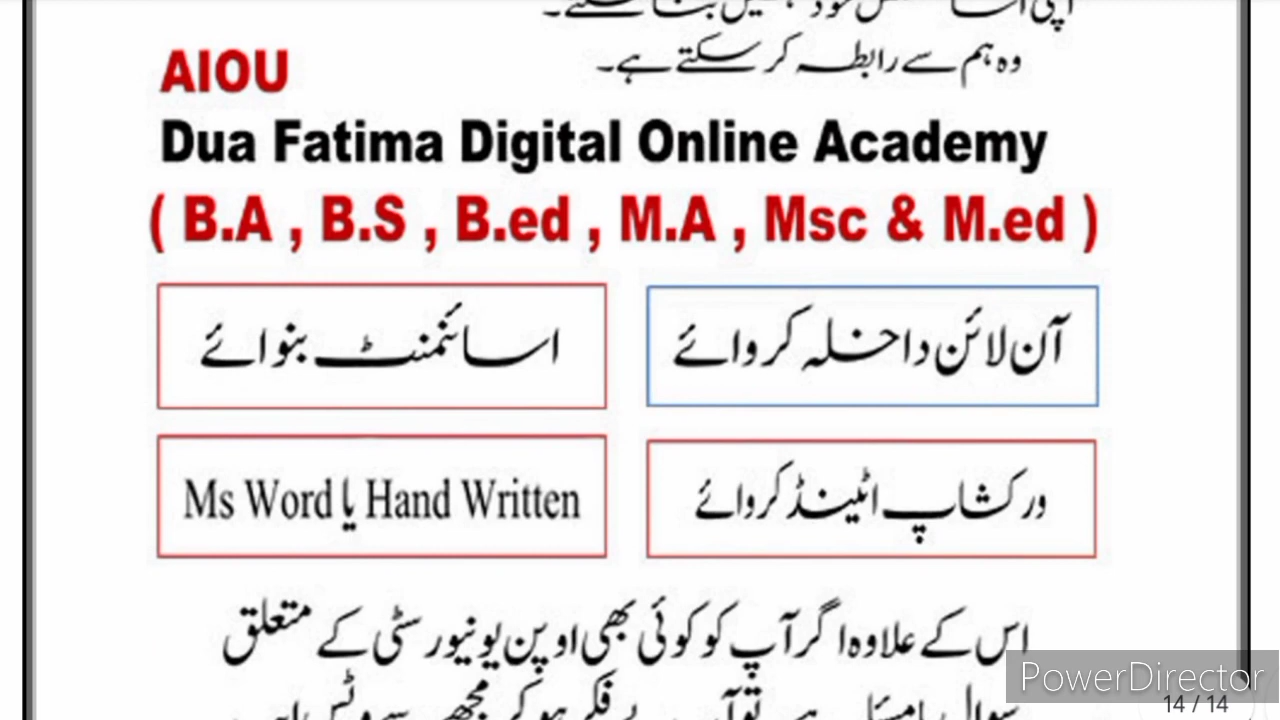 وہ ہم سے رابطہ کر سکتے ہے۔
AIOU
Dua Fatima Digital Online Academy
( B.A , B.S , B.ed , M.A , Msc & M.ed )
آن لائن داخلہ کروائے
اسائنمنٹ بنوائے
ورکشاپ اٹینڈ کروائے
Ms Word یا Hand Written
اس کے علاوہ اگر آپ کو کوئی بھی اوپن یونیورسٹی کے متعلق
PowerDirector
14 / 14